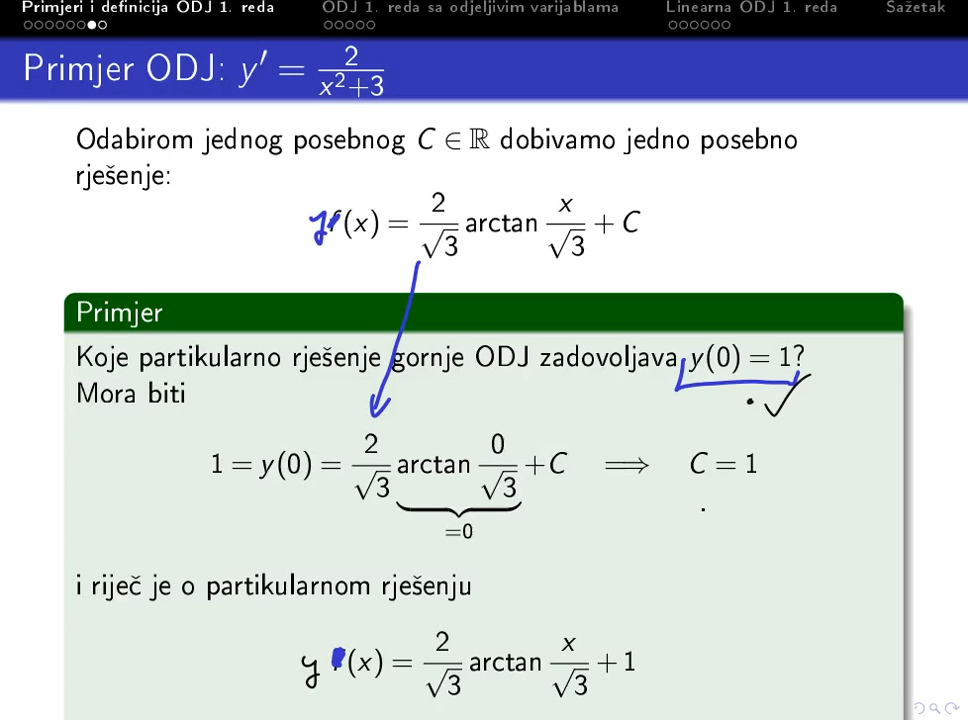 Primjeri i definicija ODJ 1. reda ODJ 1. reda sa odjeljivim varijablama Linearna ODJ 1. reda Sažetak
Primjer ODJ: y′ = 2/(x²+3)
Odabirom jednog posebnog C ∈ ℝ dobivamo jedno posebno
rješenje:
y(x) = 2/√3 arctan x/√3 + C
Primjer
Koje partikularno rješenje gornje ODJ zadovoljava y(0) = 1?
Mora biti
1 = y(0) = 2/√3 arctan 0/√3 + C ⟹ C = 1
=0
i riječ je o partikularnom rješenju
y (x) = 2/√3 arctan x/√3 + 1